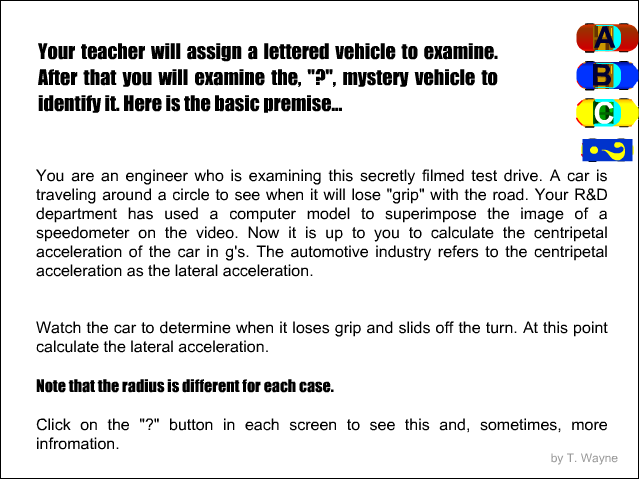 Your teacher will assign a lettered vehicle to examine.
After that you will examine the, "?", mystery vehicle to
identify it. Here is the basic premise...
A
B
C
?
You are an engineer who is examining this secretly filmed test drive. A car is
traveling around a circle to see when it will lose "grip" with the road. Your R&D
department has used a computer model to superimpose the image of a
speedometer on the video. Now it is up to you to calculate the centripetal
acceleration of the car in g's. The automotive industry refers to the centripetal
acceleration as the lateral acceleration.
Watch the car to determine when it loses grip and slids off the turn. At this point
calculate the lateral acceleration.
Note that the radius is different for each case.
Click on the "?" button in each screen to see this and, sometimes, more
infromation.
by T. Wayne